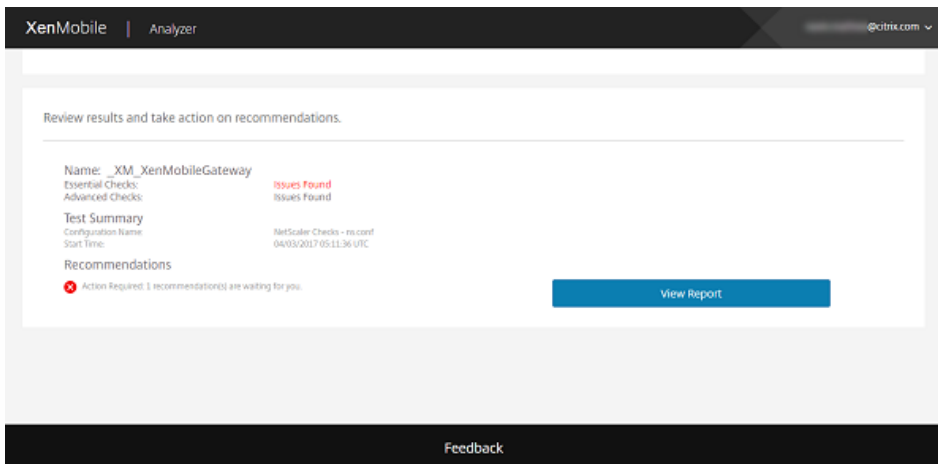 XenMobile | Analyzer
@citrix.com
Review results and take action on recommendations.
Name: _XM_XenMobileGateway
Essential Checks: Issues Found
Advanced Checks: Issues Found
Test Summary
Configuration Name: NetScaler Checks - ns.conf
Start Time: 04/03/2017 05:11:36 UTC
Recommendations
Action Required: 1 recommendation(s) are waiting for you.
View Report
Feedback